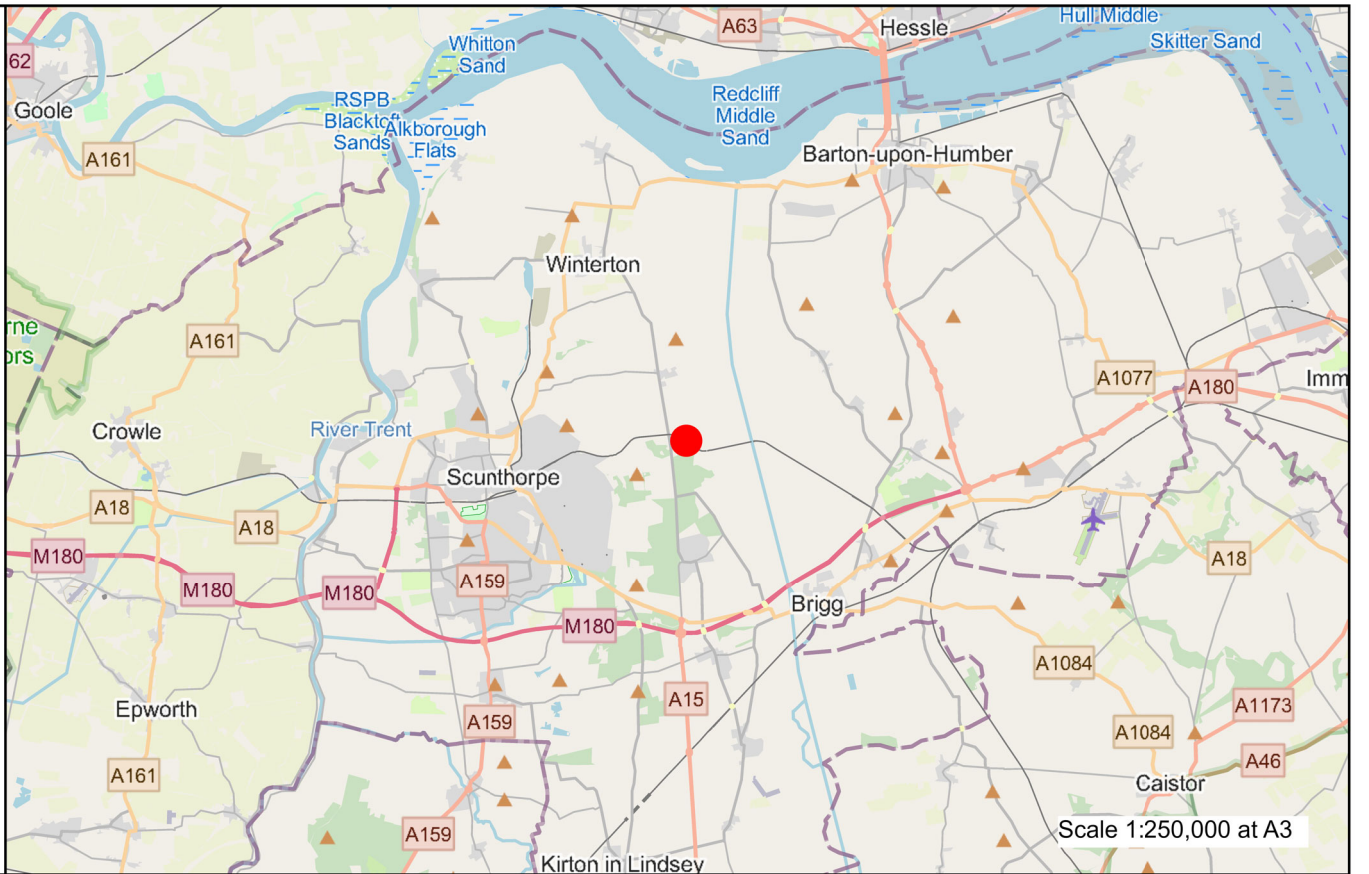 Hull Middle
A63
Hessle
Whitton
Sand
Skitter Sand
62
RSPB
Blacktoft
Sands
Redcliff
Middle
Sand
Goole
Alkborough
Flats
A161
Barton-upon-Humber
Winterton
rne
ors
A161
A1077
A180
Imm
Crowle
River Trent
Scunthorpe
A18
A18
M180
M180
M180
A159
A18
Brigg
M180
A1084
Epworth
A15
A1173
A159
A1084
A46
A161
Caistor
A159
Scale 1:250,000 at A3
Kirton in Lindsey